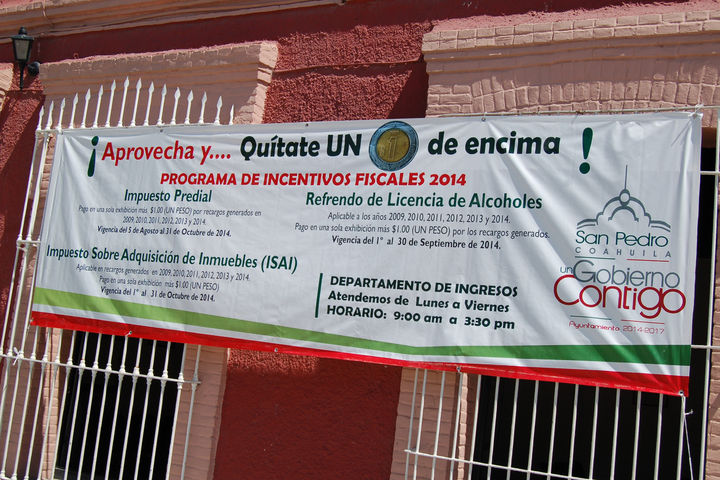 ¡Aprovecha y.... Quítate UN 1 de encima!
PROGRAMA DE INCENTIVOS FISCALES 2014
Impuesto Predial
Pago en una sola exhibición más $1.00 (UN PESO) por recargos generados en
2009, 2010, 2011, 2012, 2013 y 2014.
Vigencia del 5 de Agosto al 31 de Octubre de 2014.
Impuesto Sobre Adquisición de Inmuebles (ISAI)
Aplicable en recargos generados en 2009, 2010, 2011, 2012, 2013 y 2014.
Pago en una sola exhibición más $1.00 (UN PESO)
Vigencia del 1° al 31 de Octubre de 2014.
Refrendo de Licencia de Alcoholes
Aplicable a los años 2009, 2010, 2011, 2012, 2013 y 2014.
Pago en una sola exhibición más $1.00 (UN PESO) por los recargos generados.
Vigencia del 1° al 30 de Septiembre de 2014.
DEPARTAMENTO DE INGRESOS
Atendemos de Lunes a Viernes
HORARIO: 9:00 am a 3:30 pm
San Pedro
COAHUILA
un Gobierno
Contigo
Ayuntamiento 2014-2017